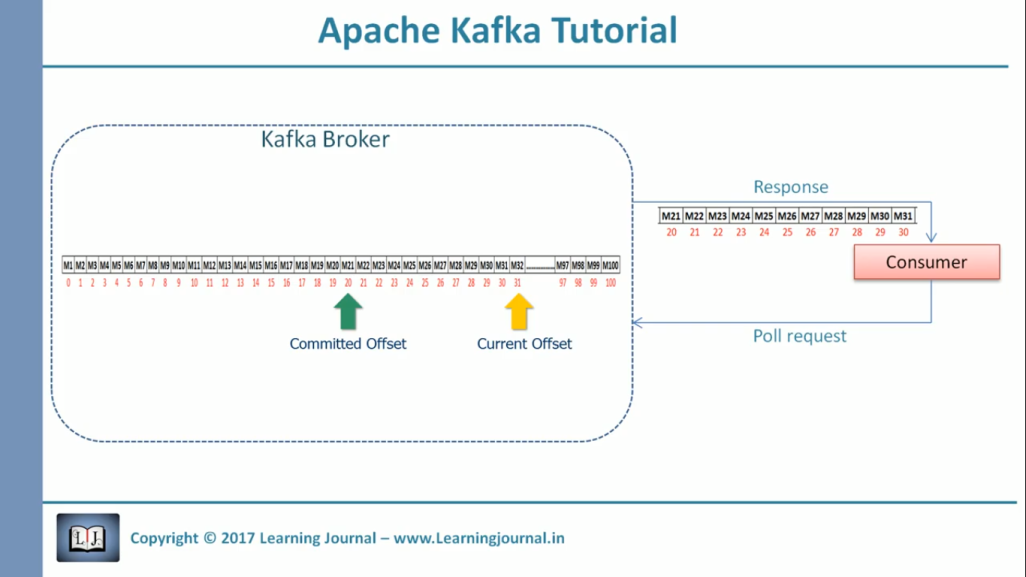 Apache Kafka Tutorial
Kafka Broker
Response
M21 M22 M23 M24 M25 M26 M27 M28 M29 M30 M31
20 21 22 23 24 25 26 27 28 29 30
Consumer
M1 M2 M3 M4 M5 M6 M7 M8 M9 M10 M11 M12 M13 M14 M15 M16 M17 M18 M19 M20 M21 M22 M23 M24 M25 M26 M27 M28 M29 M30 M31 M32 ............... M97 M98 M99 M100
0 1 2 3 4 5 6 7 8 9 10 11 12 13 14 15 16 17 18 19 20 21 22 23 24 25 26 27 28 29 30 31 97 98 99 100
Committed Offset
Current Offset
Poll request
LJ
Copyright © 2017 Learning Journal – www.Learningjournal.in